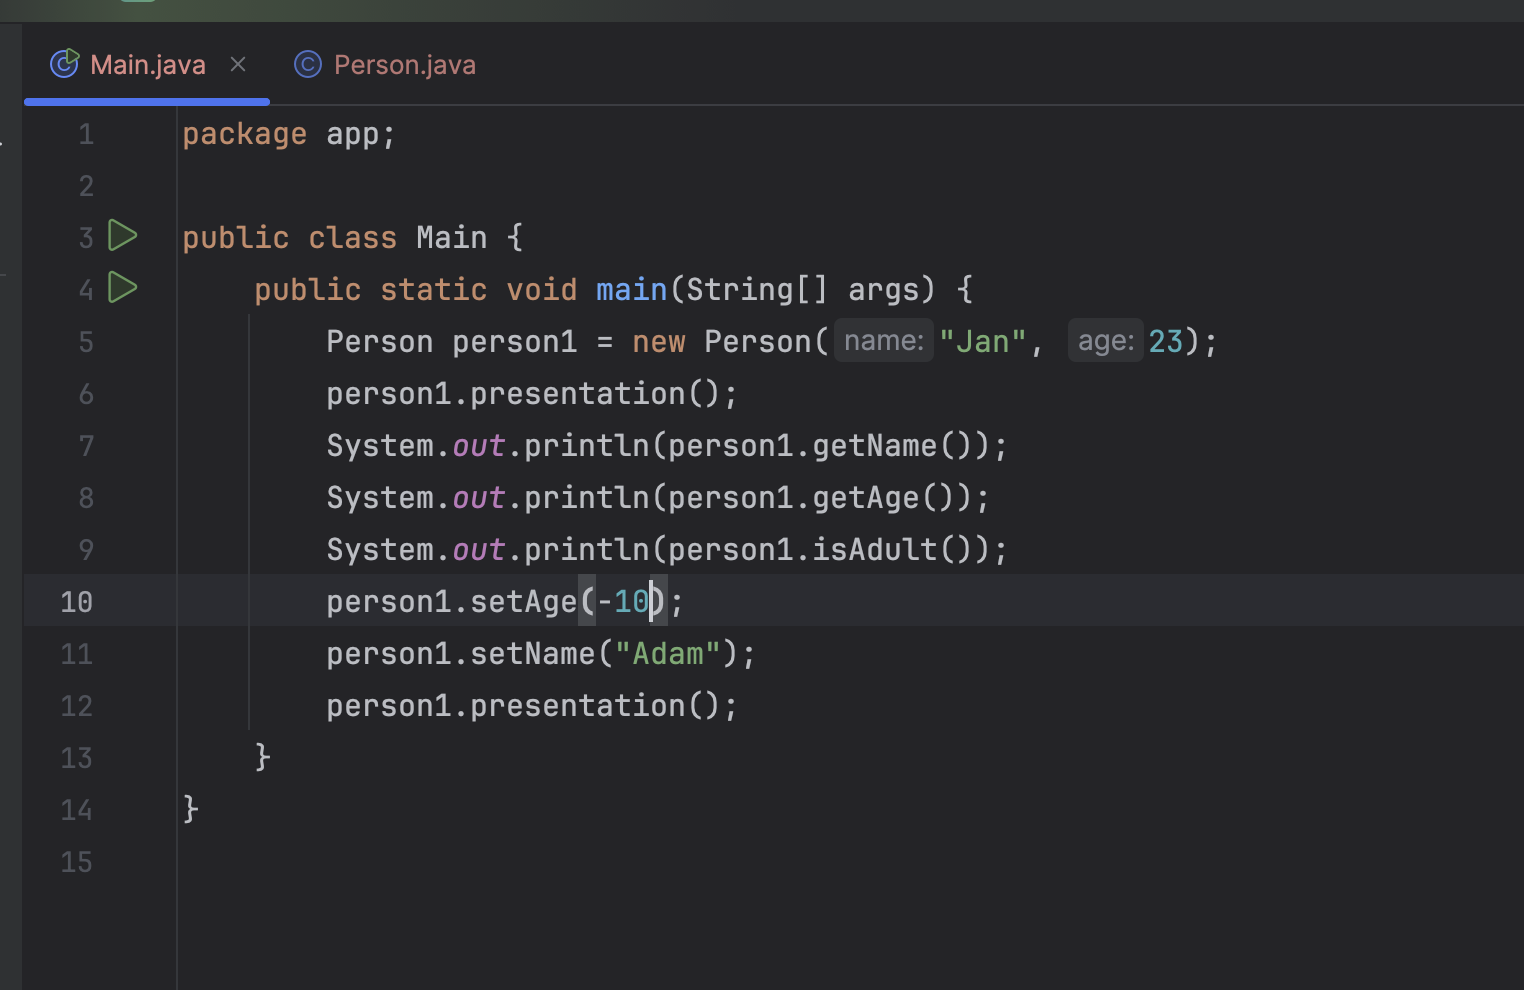 Main.java Person.java
1 package app;
2
3 public class Main {
4     public static void main(String[] args) {
5         Person person1 = new Person( name: "Jan",  age: 23);
6         person1.presentation();
7         System.out.println(person1.getName());
8         System.out.println(person1.getAge());
9         System.out.println(person1.isAdult());
10         person1.setAge(-10);
11         person1.setName("Adam");
12         person1.presentation();
13     }
14 }
15